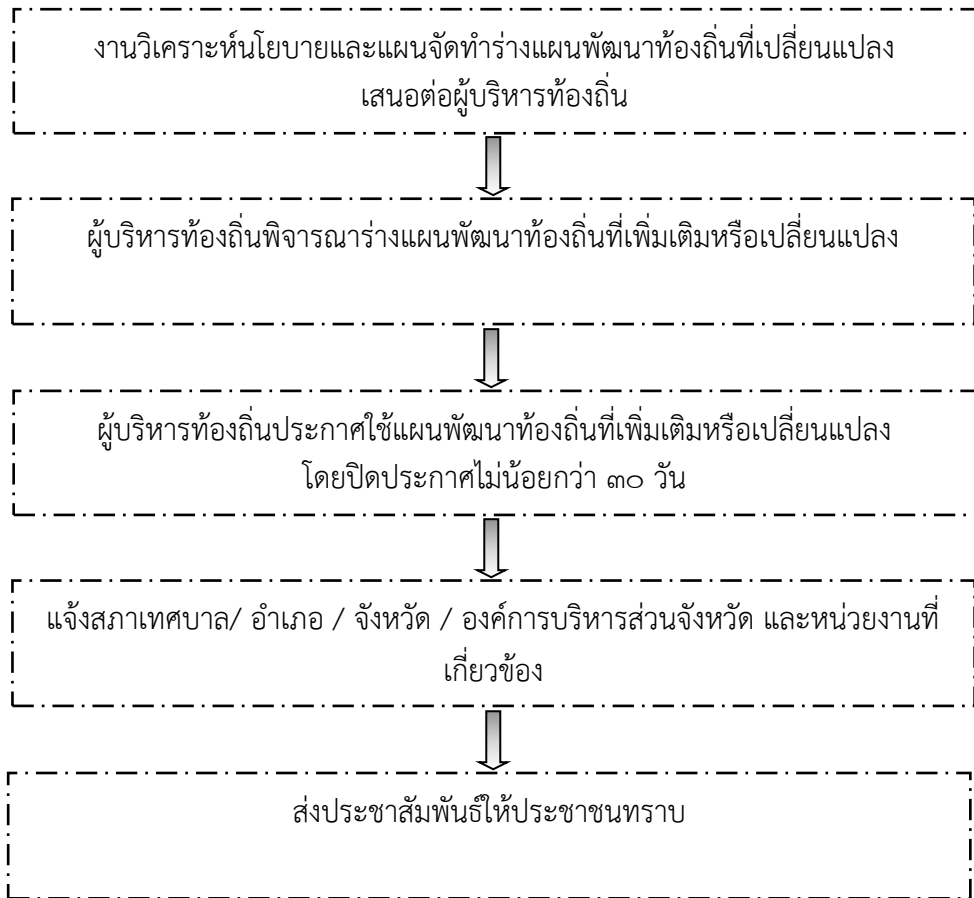 งานวิเคราะห์นโยบายและแผนจัดทำร่างแผนพัฒนาท้องถิ่นที่เปลี่ยนแปลง
เสนอต่อผู้บริหารท้องถิ่น
ผู้บริหารท้องถิ่นพิจารณาร่างแผนพัฒนาท้องถิ่นที่เพิ่มเติมหรือเปลี่ยนแปลง
ผู้บริหารท้องถิ่นประกาศใช้แผนพัฒนาท้องถิ่นที่เพิ่มเติมหรือเปลี่ยนแปลง
โดยปิดประกาศไม่น้อยกว่า ๓๐ วัน
แจ้งสภาเทศบาล/ อำเภอ / จังหวัด / องค์การบริหารส่วนจังหวัด และหน่วยงานที่
เกี่ยวข้อง
ส่งประชาสัมพันธ์ให้ประชาชนทราบ